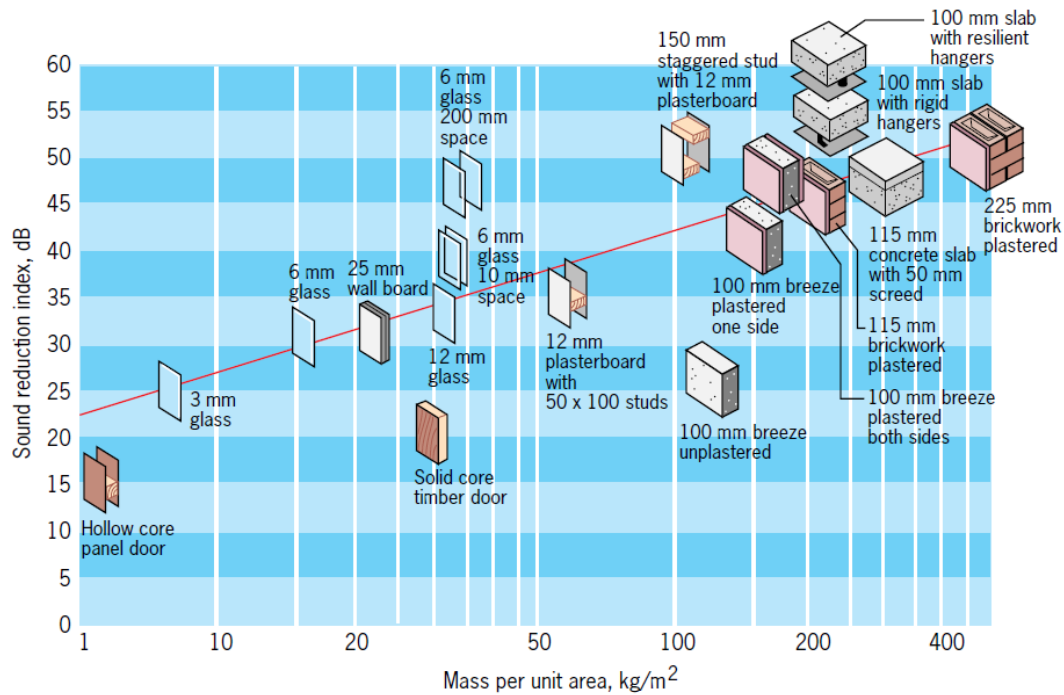 100 mm slab
with resilient
hangers
150 mm
staggered stud
with 12 mm
plasterboard
6 mm
glass
200 mm
space
100 mm slab
with rigid
hangers
60
55
50
45
40
35
30
25
20
15
10
5
0
Sound reduction index, dB
6 mm
glass
25 mm
wall board
6 mm
glass
10 mm
space
225 mm
brickwork
plastered
115 mm
concrete slab
with 50 mm
screed
100 mm breeze
plastered
one side
115 mm
brickwork
plastered
12 mm
glass
12 mm
plasterboard
with
50 x 100 studs
3 mm
glass
100 mm breeze
plastered
both sides
100 mm breeze
unplastered
Solid core
timber door
Hollow core
panel door
1 10 20 50 100 200 400
Mass per unit area, kg/m²